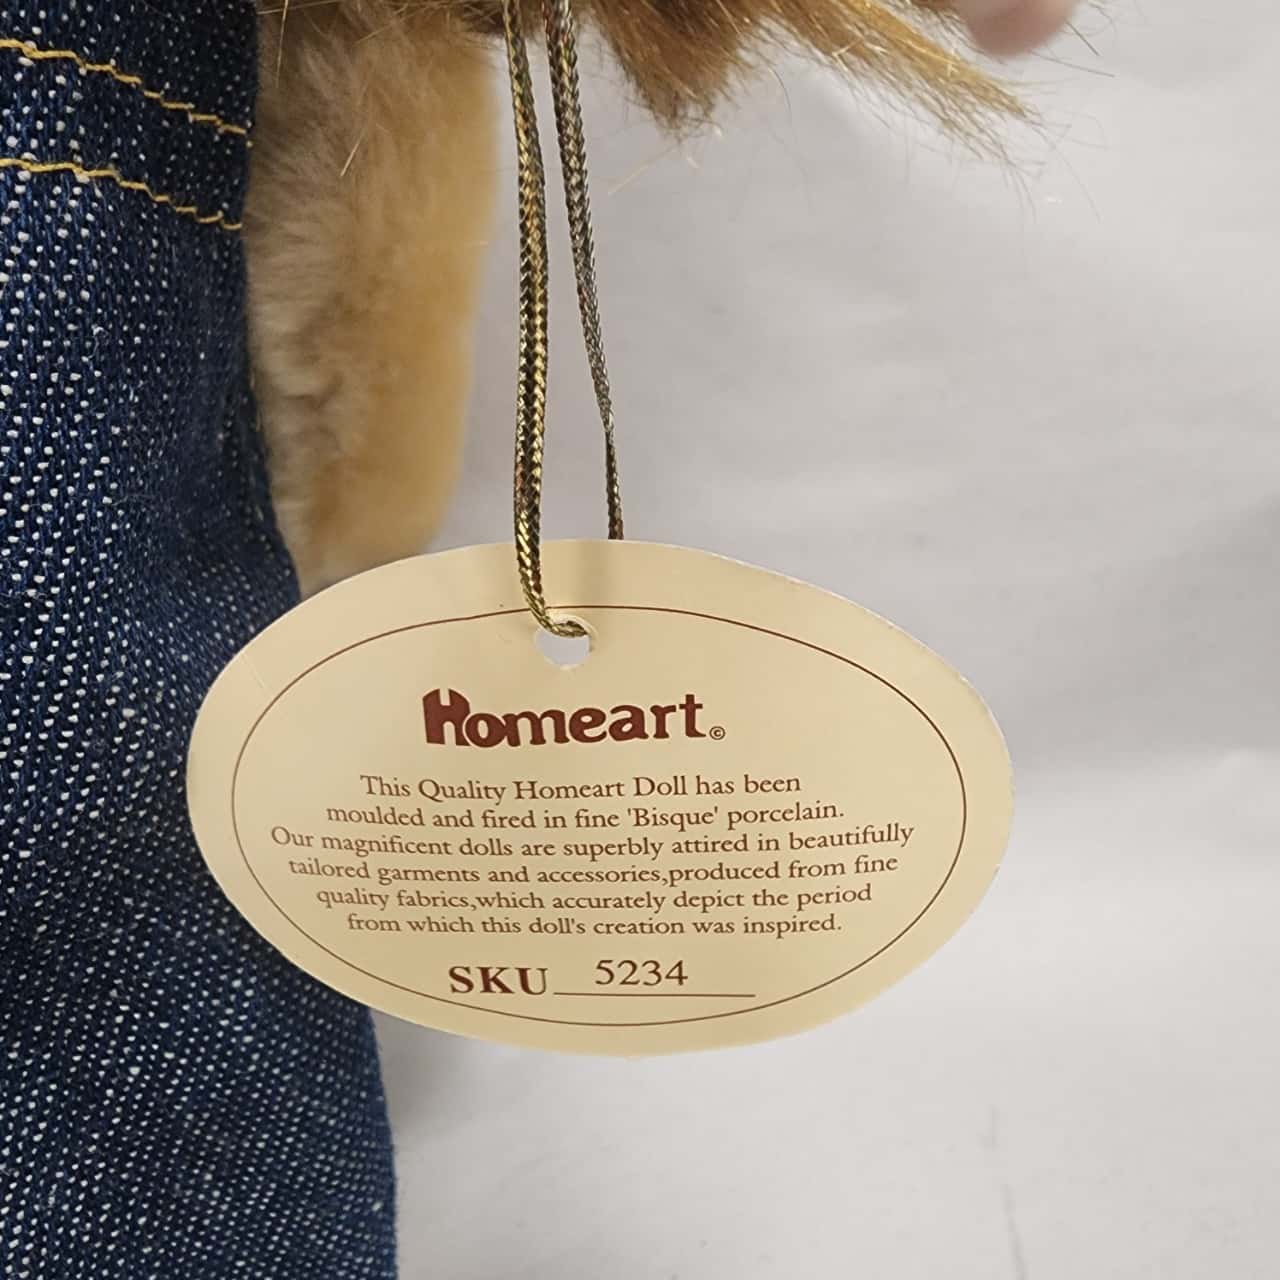 Homeart©
This Quality Homeart Doll has been
moulded and fired in fine 'Bisque' porcelain.
Our magnificent dolls are superbly attired in beautifully
tailored garments and accessories,produced from fine
quality fabrics,which accurately depict the period
from which this doll's creation was inspired.
SKU 5234